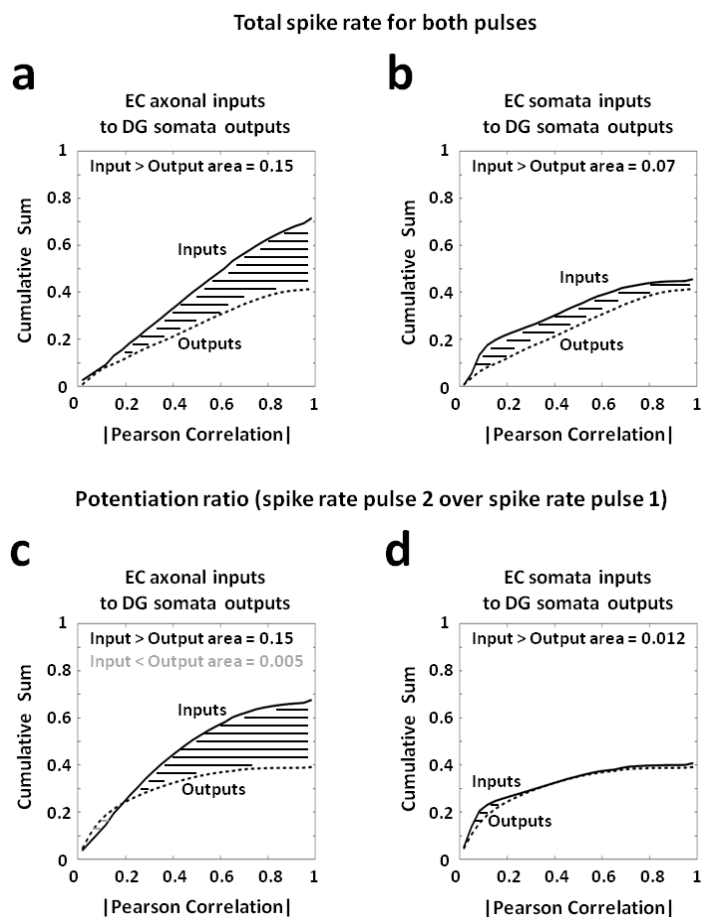 Total spike rate for both pulses
a
EC axonal inputs
to DG somata outputs
Input > Output area = 0.15
Inputs
Outputs
Cumulative Sum
0
0.2
0.4
0.6
0.8
1
0
0.2
0.4
0.6
0.8
1
|Pearson Correlation|
b
EC somata inputs
to DG somata outputs
Input > Output area = 0.07
Inputs
Outputs
Cumulative Sum
0
0.2
0.4
0.6
0.8
1
0
0.2
0.4
0.6
0.8
1
|Pearson Correlation|
Potentiation ratio (spike rate pulse 2 over spike rate pulse 1)
c
EC axonal inputs
to DG somata outputs
Input > Output area = 0.15
Input < Output area = 0.005
Inputs
Outputs
Cumulative Sum
0
0.2
0.4
0.6
0.8
1
0
0.2
0.4
0.6
0.8
1
|Pearson Correlation|
d
EC somata inputs
to DG somata outputs
Input > Output area = 0.012
Inputs
Outputs
Cumulative Sum
0
0.2
0.4
0.6
0.8
1
0
0.2
0.4
0.6
0.8
1
|Pearson Correlation|